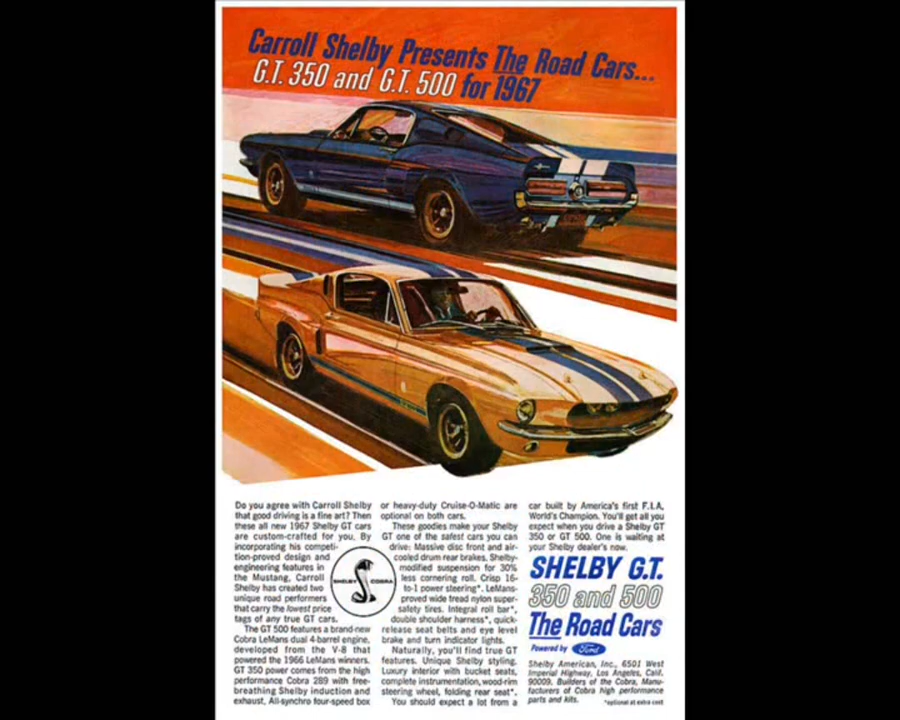 Carroll Shelby Presents The Road Cars...
G.T. 350 and G.T. 500 for 1967
Do you agree with Carroll Shelby
that good driving is a fine art? Then
these all new 1967 Shelby GT cars
are custom-crafted for you. By
incorporating his competi-
tion-proved design and
engineering features in
the Mustang, Carroll
Shelby has created two
unique road performers
that carry the lowest price
tags of any true GT cars.
The GT 500 features a brand-new
Cobra LeMans dual 4-barrel engine,
developed from the V-8 that
powered the 1966 LeMans winners.
GT 350 power comes from the high
performance Cobra 289 with free-
breathing Shelby induction and
exhaust. All-synchro four-speed box
SHELBY COBRA
or heavy-duty Cruise-O-Matic are
optional on both cars.
These goodies make your Shelby
GT one of the safest cars you can
drive: Massive disc front and air-
cooled drum rear brakes. Shelby-
modified suspension for 30%
less cornering roll. Crisp 16-
to-1 power steering*. LeMans-
proved wide tread nylon super-
safety tires. Integral roll bar*,
double shoulder harness*, quick-
release seat belts and eye level
brake and turn indicator lights.
Naturally, you'll find true GT
features. Unique Shelby styling.
Luxury interior with bucket seats,
complete instrumentation, wood-rim
steering wheel, folding rear seat*.
You should expect a lot from a
car built by America's first F.I.A.
World's Champion. You'll get all you
expect when you drive a Shelby GT
350 or GT 500. One is waiting at
your Shelby dealer's now.
SHELBY G.T.
350 and 500
The Road Cars
Powered by Ford
Shelby American, Inc., 6501 West
Imperial Highway, Los Angeles, Calif.
90009. Builders of the Cobra, Manu-
facturers of Cobra high performance
parts and kits.
*optional at extra cost